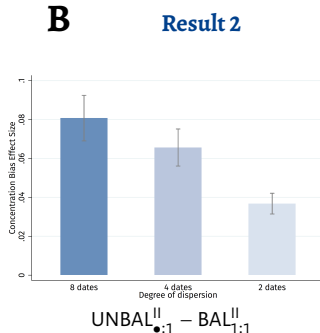 B Result 2
Concentration Bias Effect Size
.1
.08
.06
.04
.02
0
8 dates 4 dates 2 dates
Degree of dispersion
UNBAL^II_●:1 − BAL^II_1:1